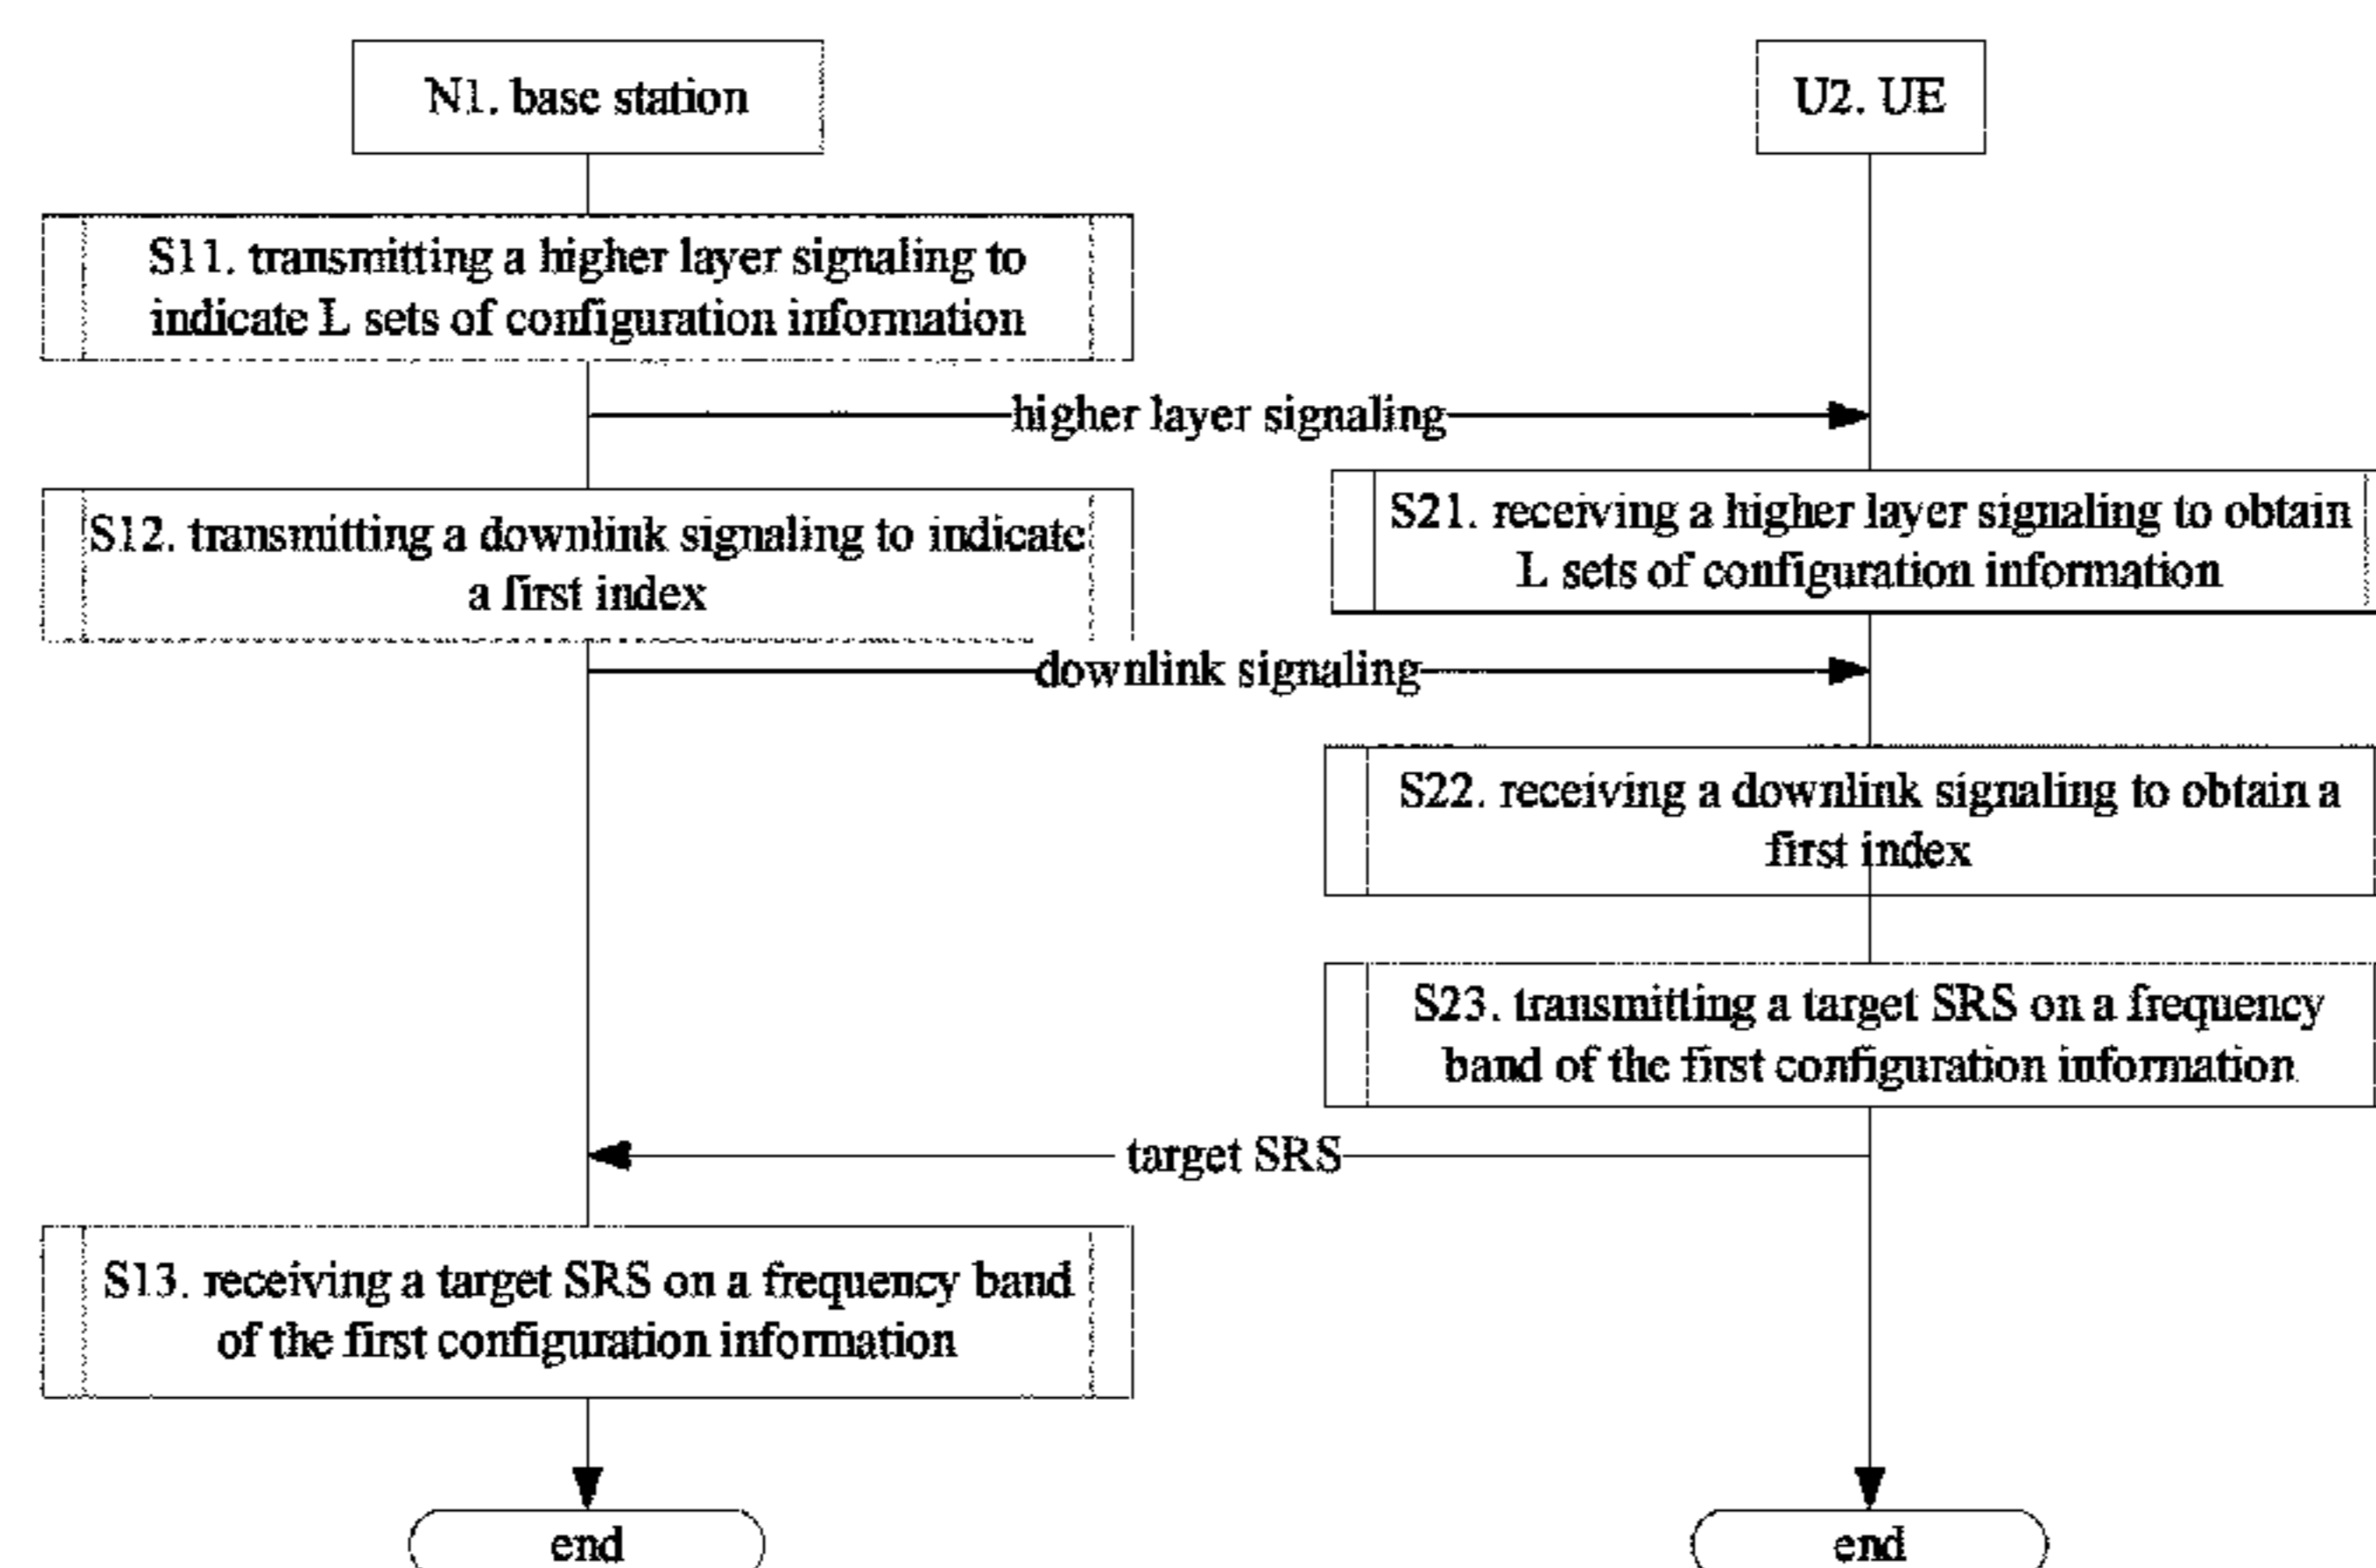 N1. base station
U2. UE
S11. transmitting a higher layer signaling to
indicate L sets of configuration information
higher layer signaling
S12. transmitting a downlink signaling to indicate
a first index
S21. receiving a higher layer signaling to obtain
L sets of configuration information
downlink signaling
S22. receiving a downlink signaling to obtain a
first index
S23. transmitting a target SRS on a frequency
band of the first configuration information
target SRS
S13. receiving a target SRS on a frequency band
of the first configuration information
end
end